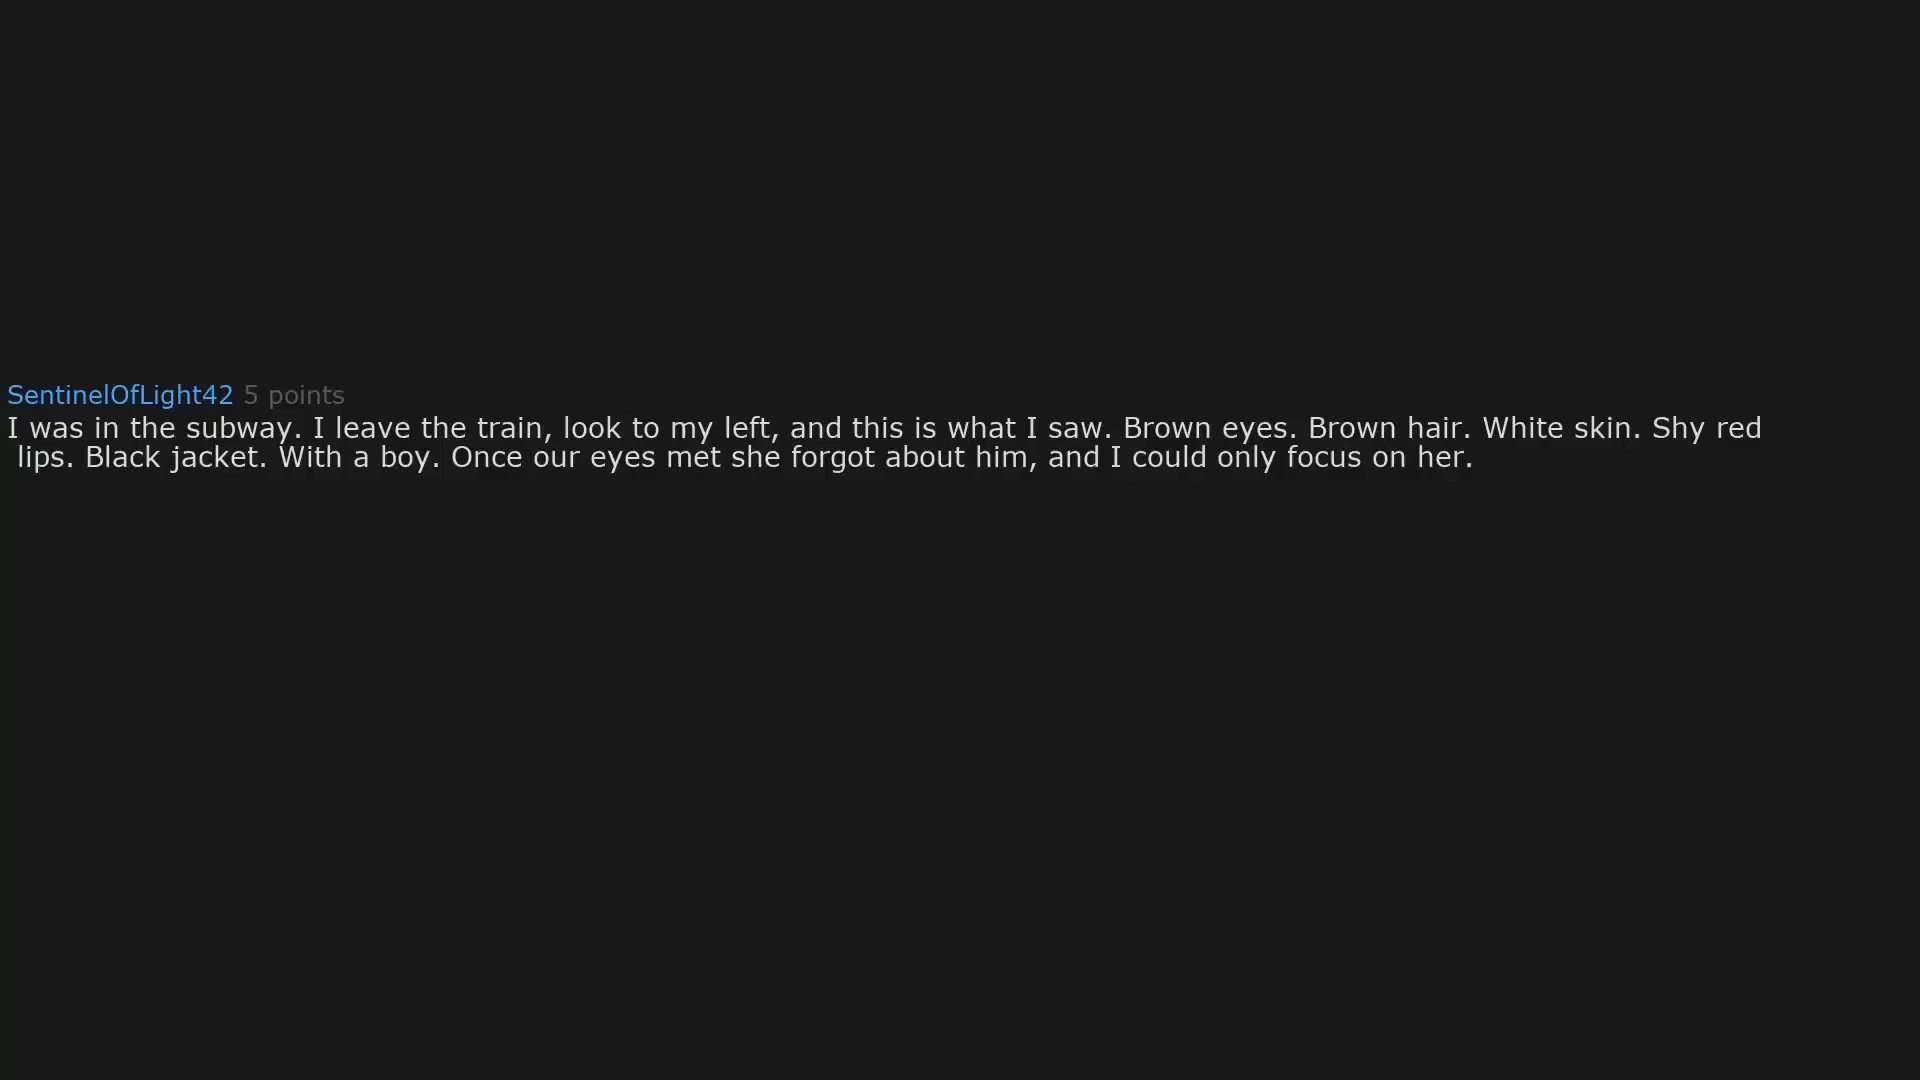 SentinelOfLight42 5 points
I was in the subway. I leave the train, look to my left, and this is what I saw. Brown eyes. Brown hair. White skin. Shy red
lips. Black jacket. With a boy. Once our eyes met she forgot about him, and I could only focus on her.